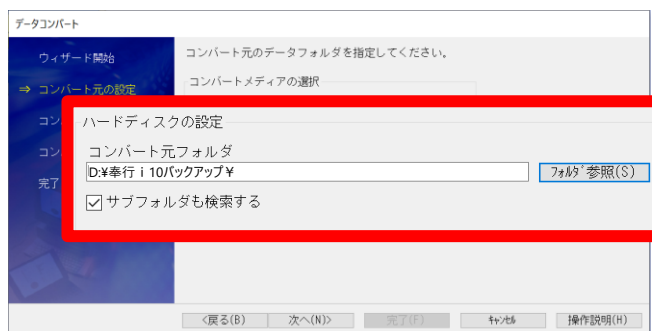 データコンバート
ウィザード開始
コンバート元のデータフォルダを指定してください。
コンバートメディアの選択
⇒ コンバート元の設定
コン
コン
完了
ハードディスクの設定
コンバート元フォルダ
D:¥奉行ｉ10バックアップ¥
ﾌｫﾙﾀﾞ参照(S)
サブフォルダも検索する
<戻る(B)
次へ(N)>
完了(F)
ｷｬﾝｾﾙ
操作説明(H)